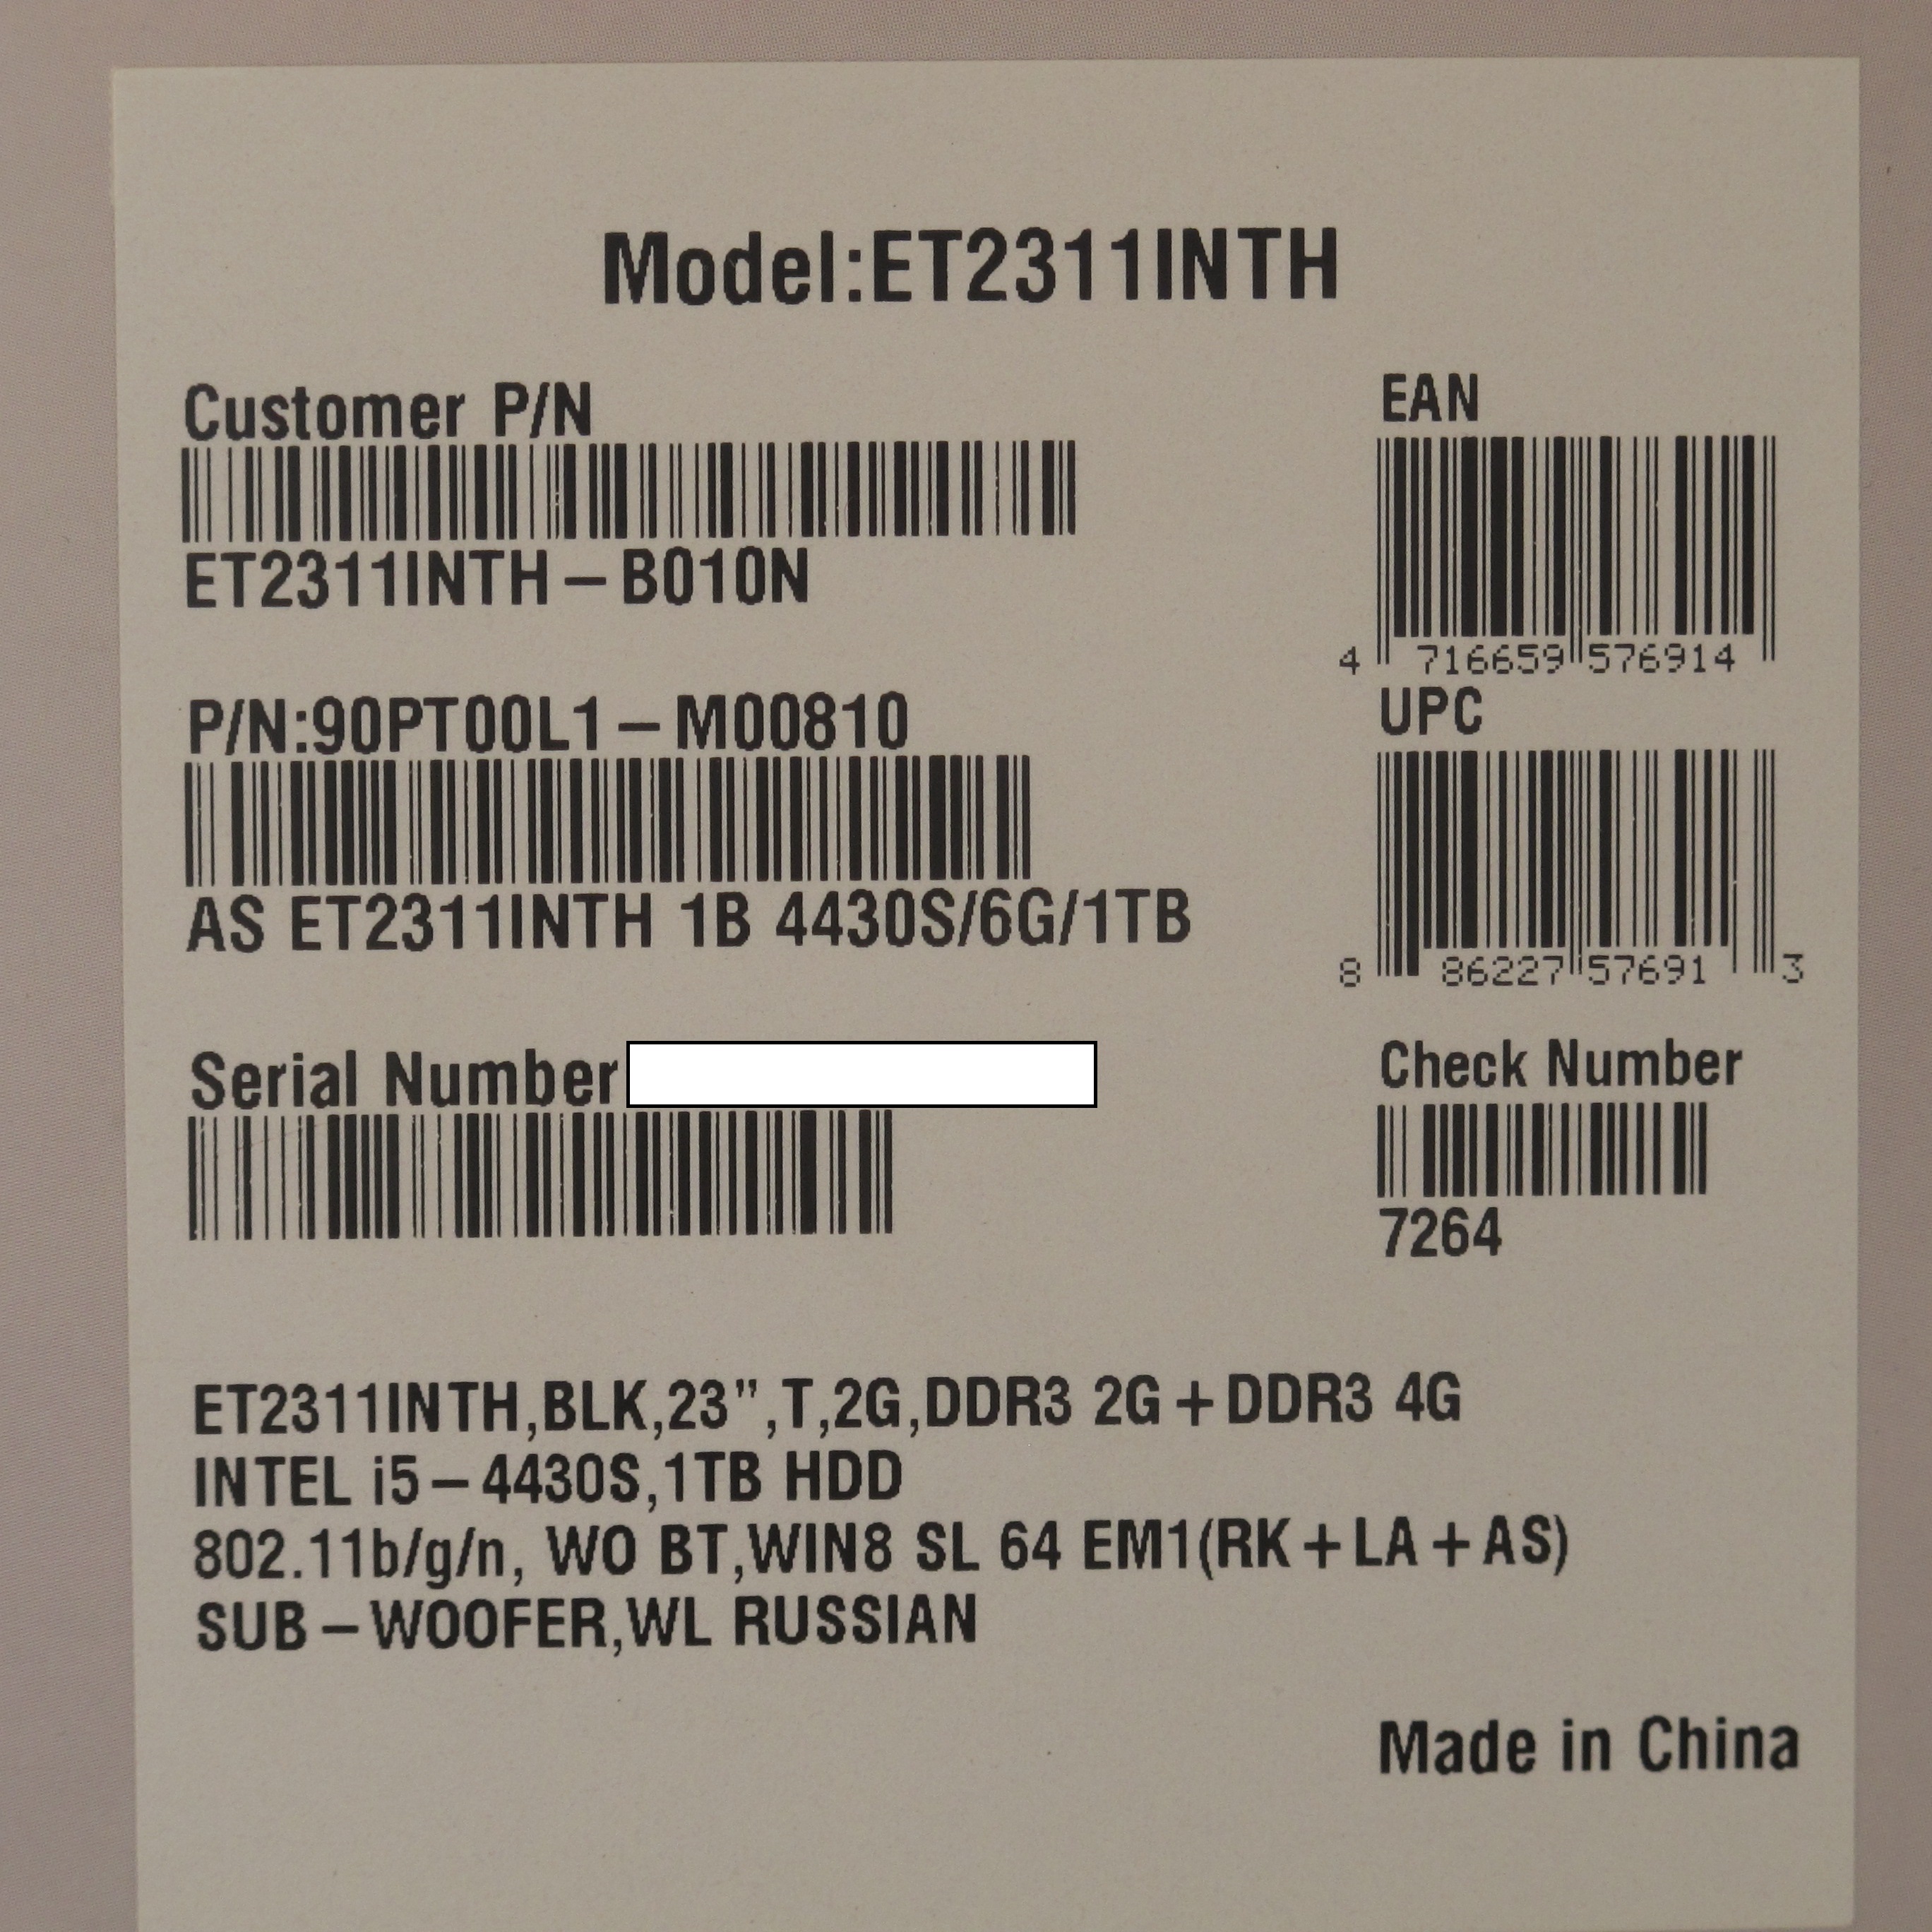 Model:ET2311INTH
Customer P/N
ET2311INTH-B010N
EAN
4 716659 576914
P/N:90PT00L1-M00810
AS ET2311INTH 1B 4430S/6G/1TB
UPC
8 86227 57691 3
Serial Number
Check Number
7264
ET2311INTH,BLK,23”,T,2G,DDR3 2G+DDR3 4G
INTEL i5-4430S,1TB HDD
802.11b/g/n, WO BT,WIN8 SL 64 EM1(RK+LA+AS)
SUB-WOOFER,WL RUSSIAN
Made in China